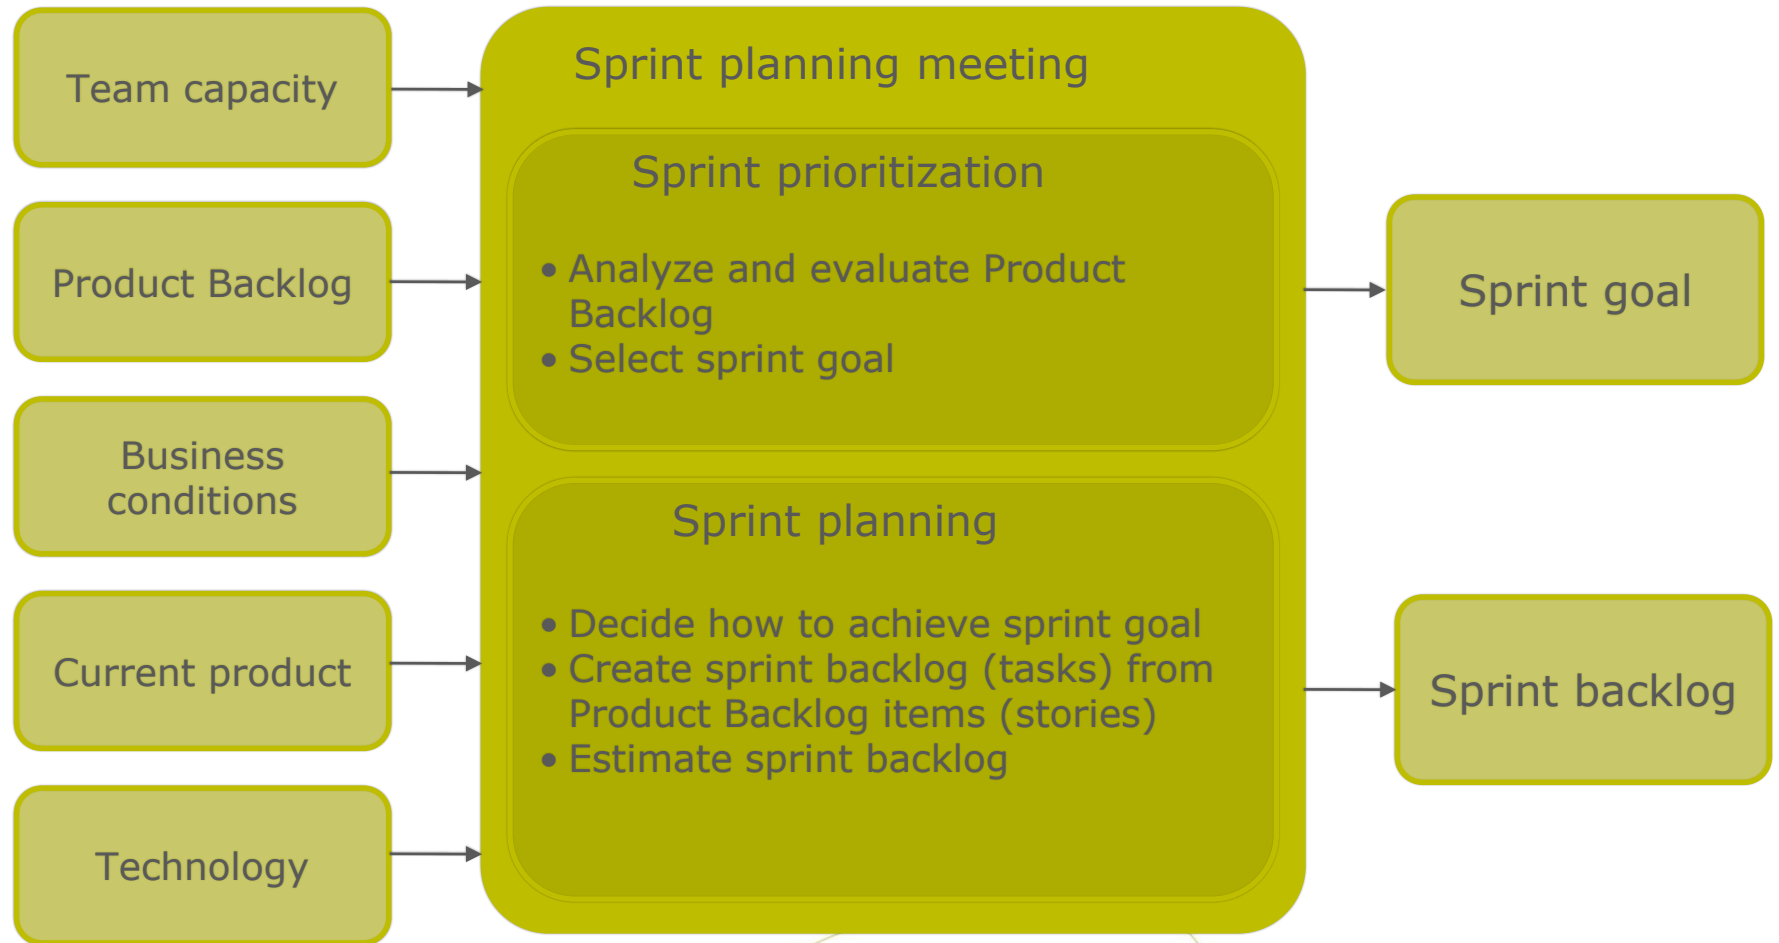 Team capacity
Product Backlog
Business
conditions
Current product
Technology
Sprint planning meeting
Sprint prioritization
• Analyze and evaluate Product
Backlog
• Select sprint goal
Sprint planning
• Decide how to achieve sprint goal
• Create sprint backlog (tasks) from
Product Backlog items (stories)
• Estimate sprint backlog
Sprint goal
Sprint backlog